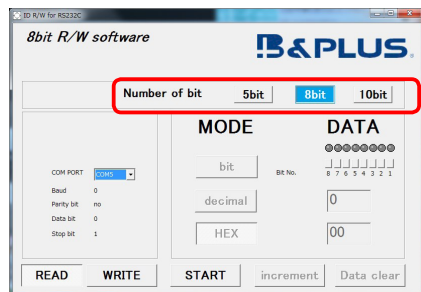 ID R/W for RS232C
8bit R/W software
B&PLUS
Number of bit 5bit 8bit 10bit
MODE DATA
bit Bit No. 8 7 6 5 4 3 2 1
COM PORT COM5
Baud 0
Parity bit no
Data bit 0
Stop bit 1
decimal 0
HEX 00
READ WRITE START increment Data clear